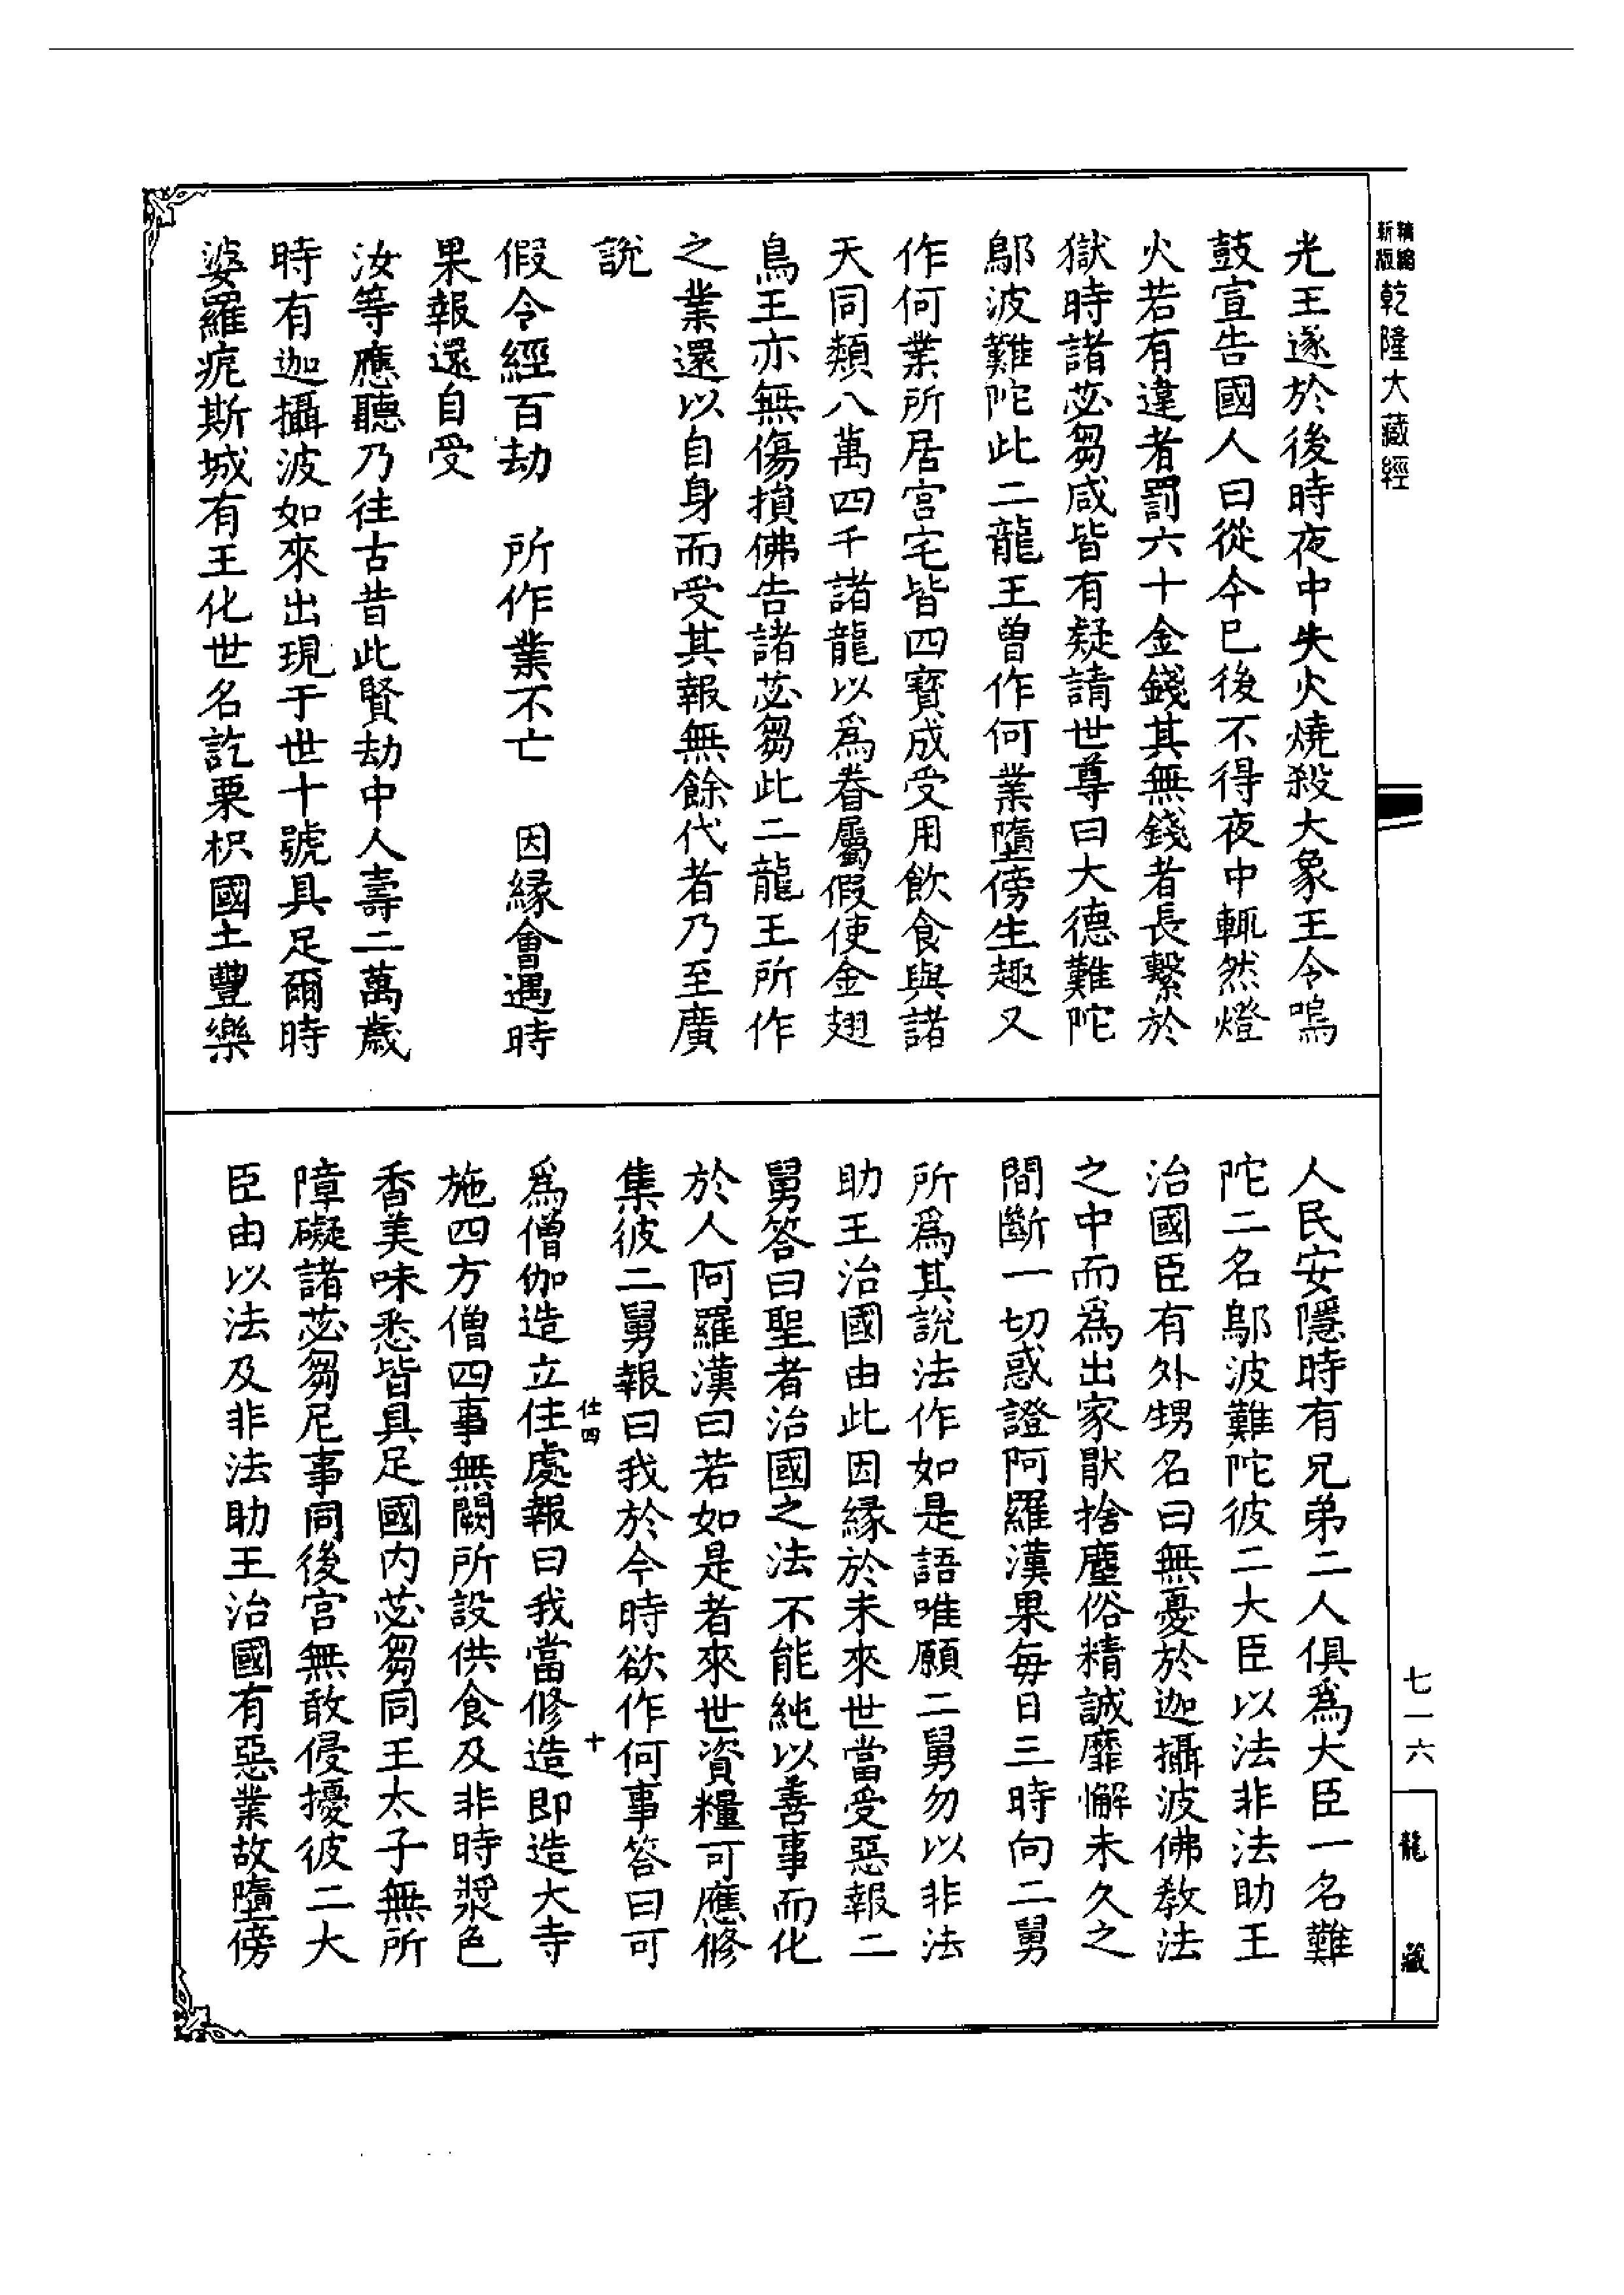 精縮新版乾隆大藏經
光王遂於後時夜中失火燒殺大象王令鳴
鼓宣告國人曰從今已後不得夜中輒然燈
火若有違者罰六十金錢其無錢者長繫於
獄時諸苾芻咸皆有疑請世尊曰大德難陀
鄔波難陀此二龍王曾作何業墮傍生趣又
作何業所居宮宅皆四寶成受用飲食與諸
天同類八萬四千諸龍以爲眷屬假使金翅
鳥王亦無傷損佛告諸苾芻此二龍王所作
之業還以自身而受其報無餘代者乃至廣
說
假令經百劫　所作業不亡　因緣會遇時
果報還自受
汝等應聽乃往古昔此賢劫中人壽二萬歲
時有迦攝波如來出現于世十號具足爾時
婆羅痆斯城有王化世名訖栗枳國土豐樂
人民安隱時有兄弟二人俱爲大臣一名難
陀二名鄔波難陀彼二大臣以法非法助王
治國臣有外甥名曰無憂於迦攝波佛教法
之中而爲出家猒捨塵俗精誠靡懈未久之
間斷一切惑證阿羅漢果每日三時向二舅
所爲其說法作如是語唯願二舅勿以非法
助王治國由此因緣於未來世當受惡報二
舅答曰聖者治國之法不能純以善事而化
於人阿羅漢曰若如是者來世資糧可應修
集彼二舅報曰我於今時欲作何事答曰可
爲僧伽造立住處報曰我當修造即造大寺
仕四　十
施四方僧四事無闕所設供食及非時漿色
香美味悉皆具足國内苾芻同王太子無所
障礙諸苾芻尼事同後宮無敢侵擾彼二大
臣由以法及非法助王治國有惡業故墮傍
七一六
龍藏